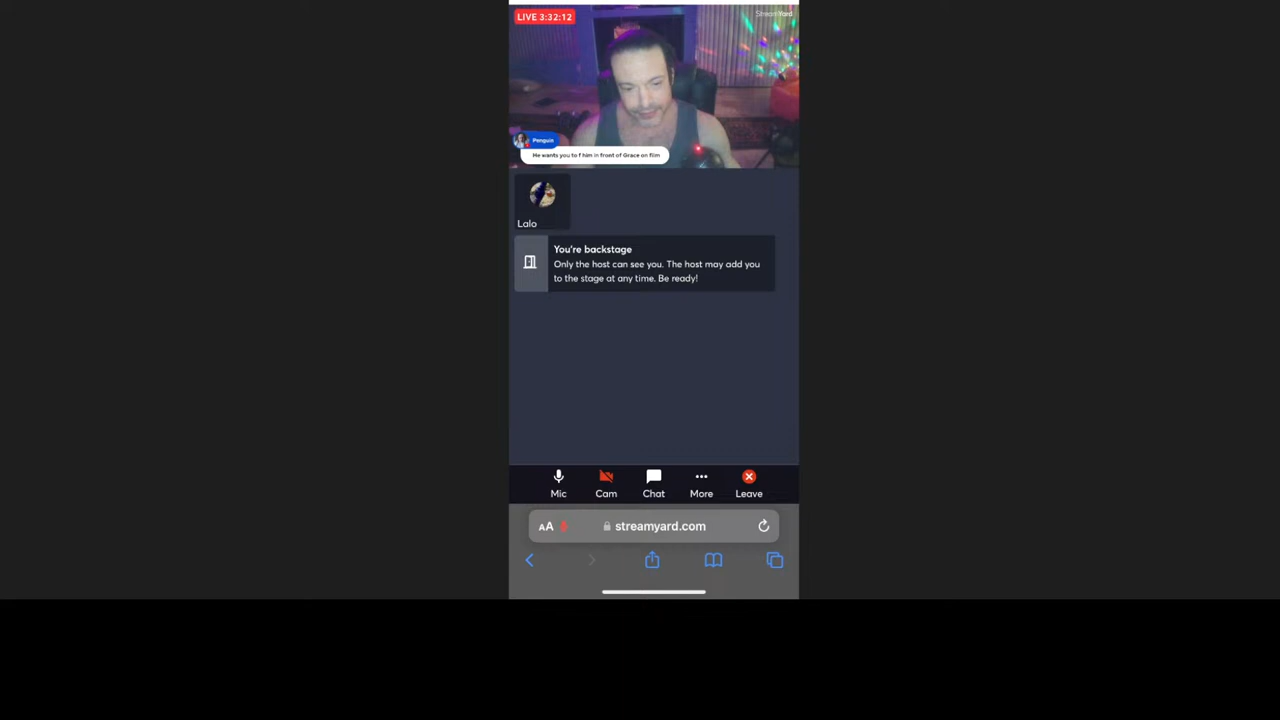 LIVE 3:32:12
StreamYard
Penguin
He wants you to f him in front of Grace on film
Lalo
You're backstage
Only the host can see you. The host may add you
to the stage at any time. Be ready!
Mic
Cam
Chat
More
Leave
AA
streamyard.com